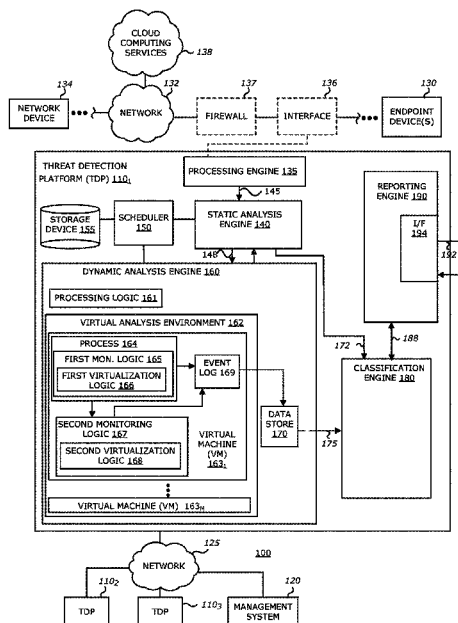 CLOUD
COMPUTING
SERVICES
138
134
132
137
136
130
NETWORK
DEVICE
NETWORK
FIREWALL
INTERFACE
ENDPOINT
DEVICE(S)
THREAT DETECTION
PLATFORM (TDP) 110₁
PROCESSING ENGINE 135
145
REPORTING
ENGINE 190
I/F
194
192
STORAGE
DEVICE 155
SCHEDULER
150
STATIC ANALYSIS
ENGINE 140
148
DYNAMIC ANALYSIS ENGINE 160
PROCESSING LOGIC 161
VIRTUAL ANALYSIS ENVIRONMENT 162
PROCESS 164
FIRST MON. LOGIC 165
FIRST VIRTUALIZATION
LOGIC 166
EVENT
LOG 169
172
188
CLASSIFICATION
ENGINE 180
SECOND MONITORING
LOGIC 167
SECOND VIRTUALIZATION
LOGIC 168
VIRTUAL
MACHINE
(VM) 163₁
DATA
STORE
170
175
VIRTUAL MACHINE (VM) 163N
125
NETWORK
100
110₂
110₃
120
TDP
TDP
MANAGEMENT
SYSTEM